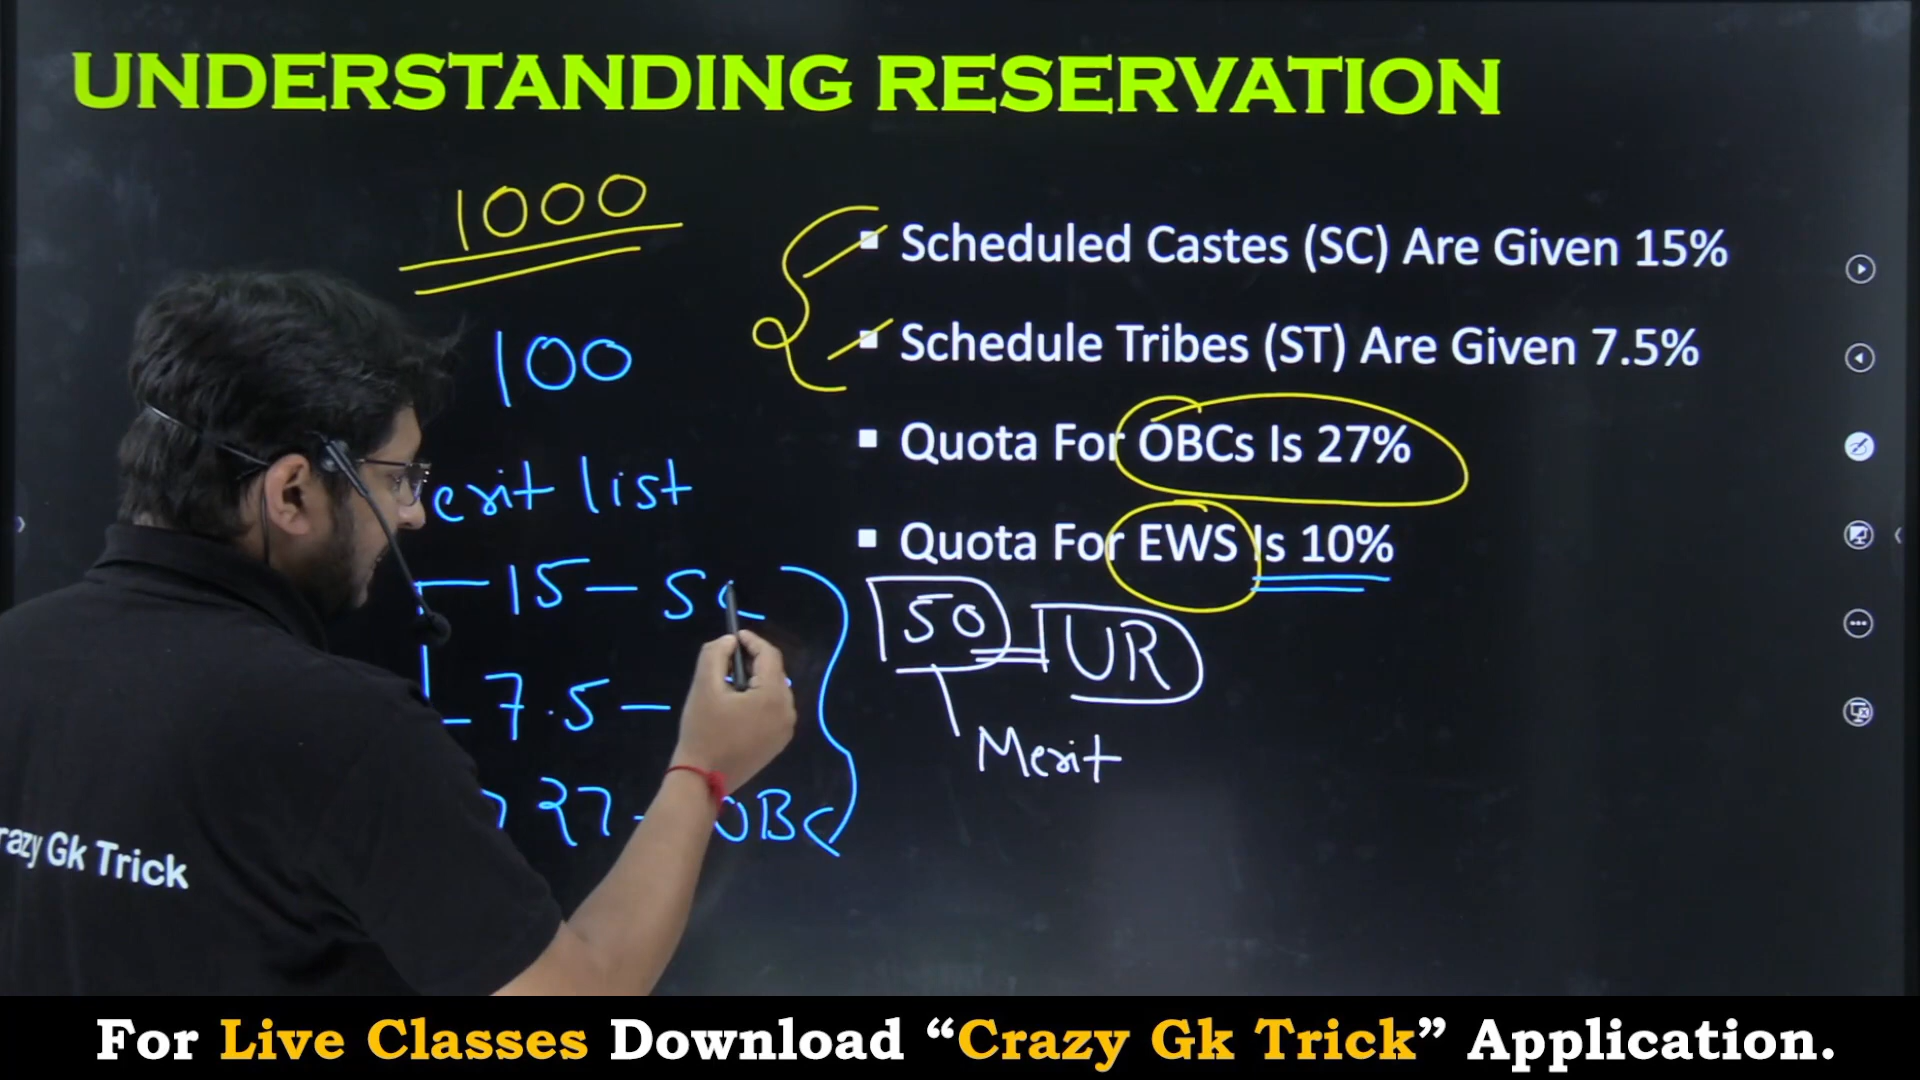 UNDERSTANDING RESERVATION
1000
100
erit list
15 - SC
7.5 -
27 - OBC
▪ Scheduled Castes (SC) Are Given 15%
▪ Schedule Tribes (ST) Are Given 7.5%
▪ Quota For OBCs Is 27%
▪ Quota For EWS Is 10%
50 = UR
Merit
razy Gk Trick
For Live Classes Download “Crazy Gk Trick” Application.